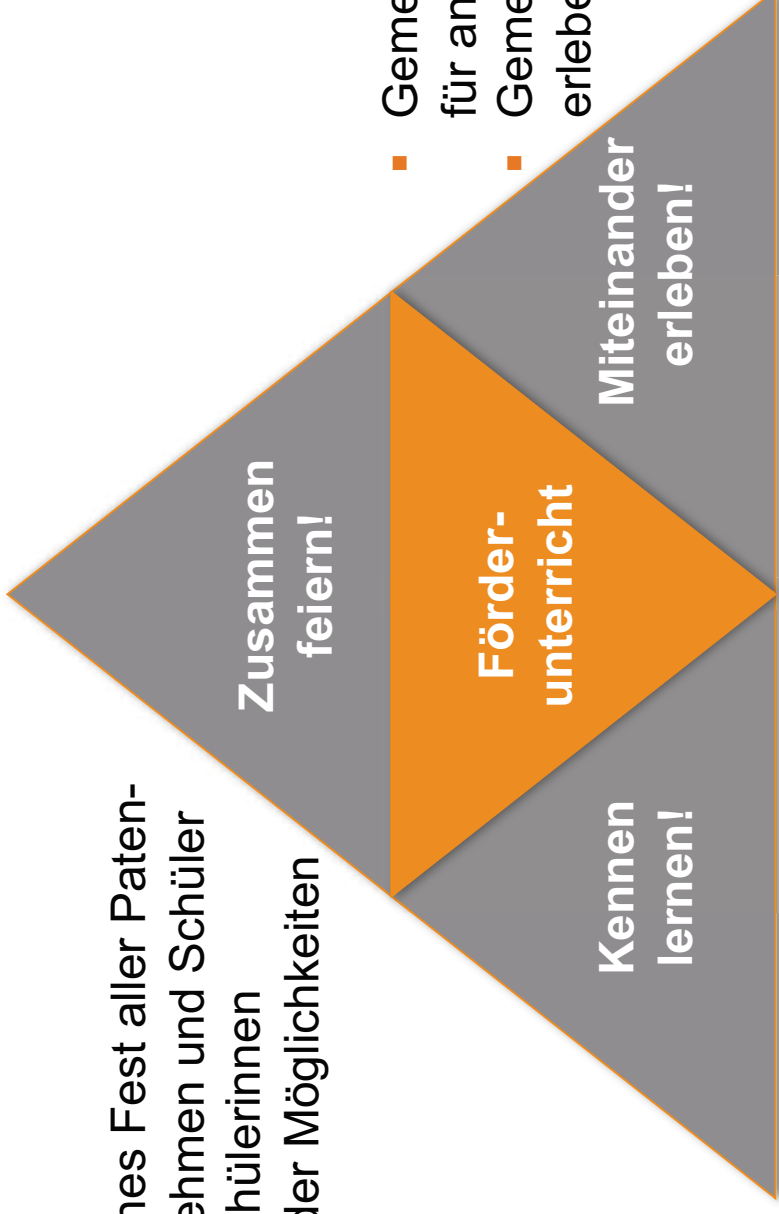 nes Fest aller Paten-
ehmen und Schüler
hülerinnen
der Möglichkeiten
Zusammen
feiern!
Geme
für an
Geme
erlebe
Förder-
unterricht
Kennen
lernen!
Miteinander
erleben!